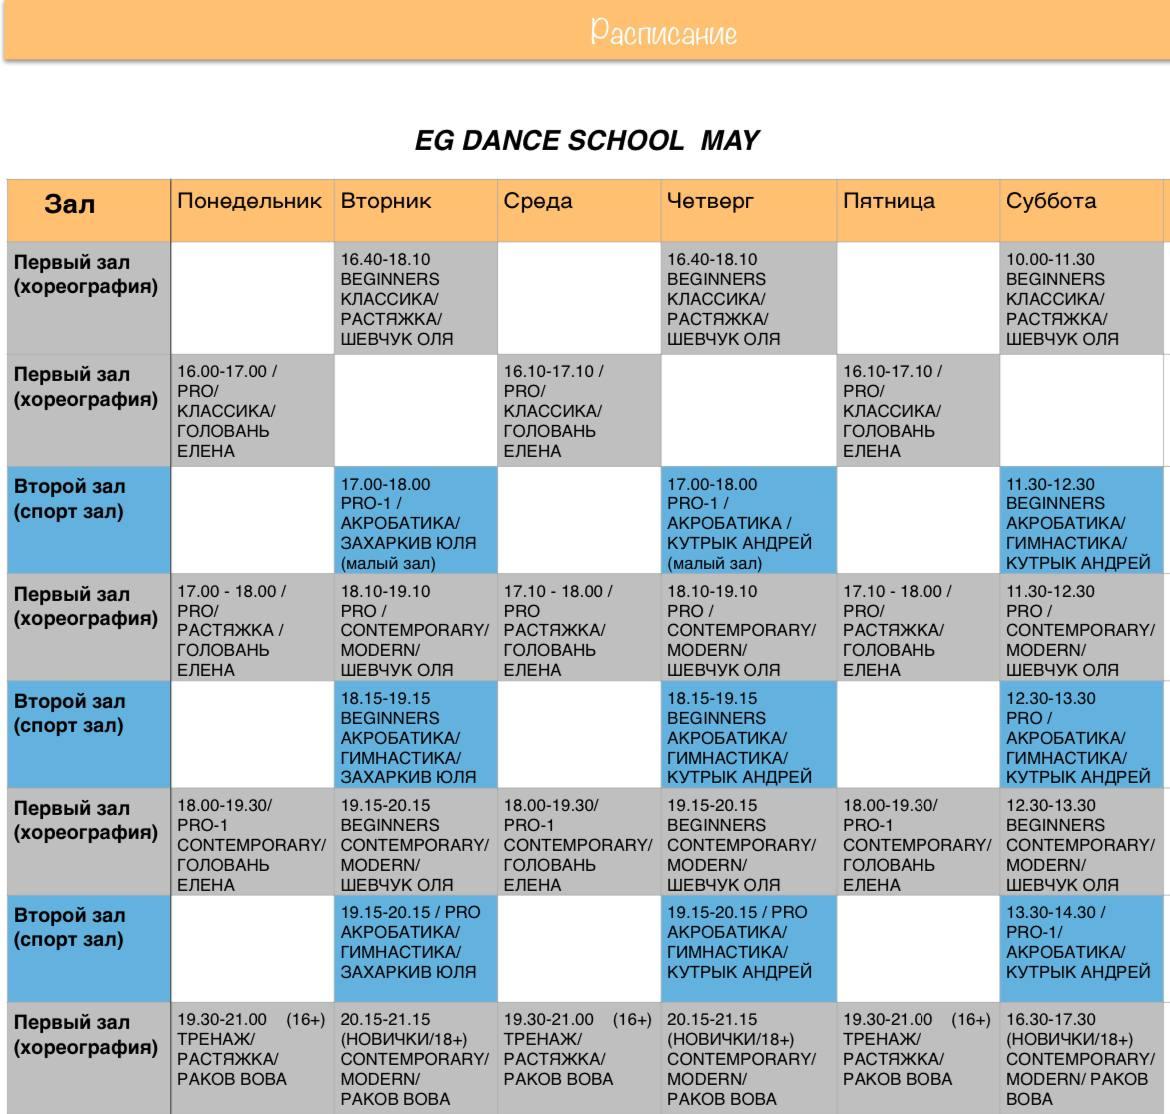 Расписание
EG DANCE SCHOOL MAY
Зал
Понедельник
Вторник
Среда
Четверг
Пятница
Суббота
Первый зал
(хореография)
16.40-18.10
BEGINNERS
КЛАССИКА/
РАСТЯЖКА/
ШЕВЧУК ОЛЯ
16.40-18.10
BEGINNERS
КЛАССИКА/
РАСТЯЖКА/
ШЕВЧУК ОЛЯ
10.00-11.30
BEGINNERS
КЛАССИКА/
РАСТЯЖКА/
ШЕВЧУК ОЛЯ
Первый зал
(хореография)
16.00-17.00 /
PRO/
КЛАССИКА/
ГОЛОВАНЬ
ЕЛЕНА
16.10-17.10 /
PRO/
КЛАССИКА/
ГОЛОВАНЬ
ЕЛЕНА
16.10-17.10 /
PRO/
КЛАССИКА/
ГОЛОВАНЬ
ЕЛЕНА
Второй зал
(спорт зал)
17.00-18.00
PRO-1 /
АКРОБАТИКА/
ЗАХАРКИВ ЮЛЯ
(малый зал)
17.00-18.00
PRO-1 /
АКРОБАТИКА /
КУТРЫК АНДРЕЙ
(малый зал)
11.30-12.30
BEGINNERS
АКРОБАТИКА/
ГИМНАСТИКА/
КУТРЫК АНДРЕЙ
Первый зал
(хореография)
17.00 - 18.00 /
PRO/
РАСТЯЖКА /
ГОЛОВАНЬ
ЕЛЕНА
18.10-19.10
PRO /
CONTEMPORARY/
MODERN/
ШЕВЧУК ОЛЯ
17.10 - 18.00 /
PRO
РАСТЯЖКА/
ГОЛОВАНЬ
ЕЛЕНА
18.10-19.10
PRO /
CONTEMPORARY/
MODERN/
ШЕВЧУК ОЛЯ
17.10 - 18.00 /
PRO/
РАСТЯЖКА/
ГОЛОВАНЬ
ЕЛЕНА
11.30-12.30
PRO /
CONTEMPORARY/
MODERN/
ШЕВЧУК ОЛЯ
Второй зал
(спорт зал)
18.15-19.15
BEGINNERS
АКРОБАТИКА/
ГИМНАСТИКА/
ЗАХАРКИВ ЮЛЯ
18.15-19.15
BEGINNERS
АКРОБАТИКА/
ГИМНАСТИКА/
КУТРЫК АНДРЕЙ
12.30-13.30
PRO /
АКРОБАТИКА/
ГИМНАСТИКА/
КУТРЫК АНДРЕЙ
Первый зал
(хореография)
18.00-19.30/
PRO-1
CONTEMPORARY/
ГОЛОВАНЬ
ЕЛЕНА
19.15-20.15
BEGINNERS
CONTEMPORARY/
MODERN/
ШЕВЧУК ОЛЯ
18.00-19.30/
PRO-1
CONTEMPORARY/
ГОЛОВАНЬ
ЕЛЕНА
19.15-20.15
BEGINNERS
CONTEMPORARY/
MODERN/
ШЕВЧУК ОЛЯ
18.00-19.30/
PRO-1
CONTEMPORARY/
ГОЛОВАНЬ
ЕЛЕНА
12.30-13.30
BEGINNERS
CONTEMPORARY/
MODERN/
ШЕВЧУК ОЛЯ
Второй зал
(спорт зал)
19.15-20.15 / PRO
АКРОБАТИКА/
ГИМНАСТИКА/
ЗАХАРКИВ ЮЛЯ
19.15-20.15 / PRO
АКРОБАТИКА/
ГИМНАСТИКА/
КУТРЫК АНДРЕЙ
13.30-14.30 /
PRO-1/
АКРОБАТИКА/
КУТРЫК АНДРЕЙ
Первый зал
(хореография)
19.30-21.00 (16+)
ТРЕНАЖ/
РАСТЯЖКА/
РАКОВ ВОВА
20.15-21.15
(НОВИЧКИ/18+)
CONTEMPORARY/
MODERN/
РАКОВ ВОВА
19.30-21.00 (16+)
ТРЕНАЖ/
РАСТЯЖКА/
РАКОВ ВОВА
20.15-21.15
(НОВИЧКИ/18+)
CONTEMPORARY/
MODERN/
РАКОВ ВОВА
19.30-21.00 (16+)
ТРЕНАЖ/
РАСТЯЖКА/
РАКОВ ВОВА
16.30-17.30
(НОВИЧКИ/18+)
CONTEMPORARY/
MODERN/ РАКОВ
ВОВА